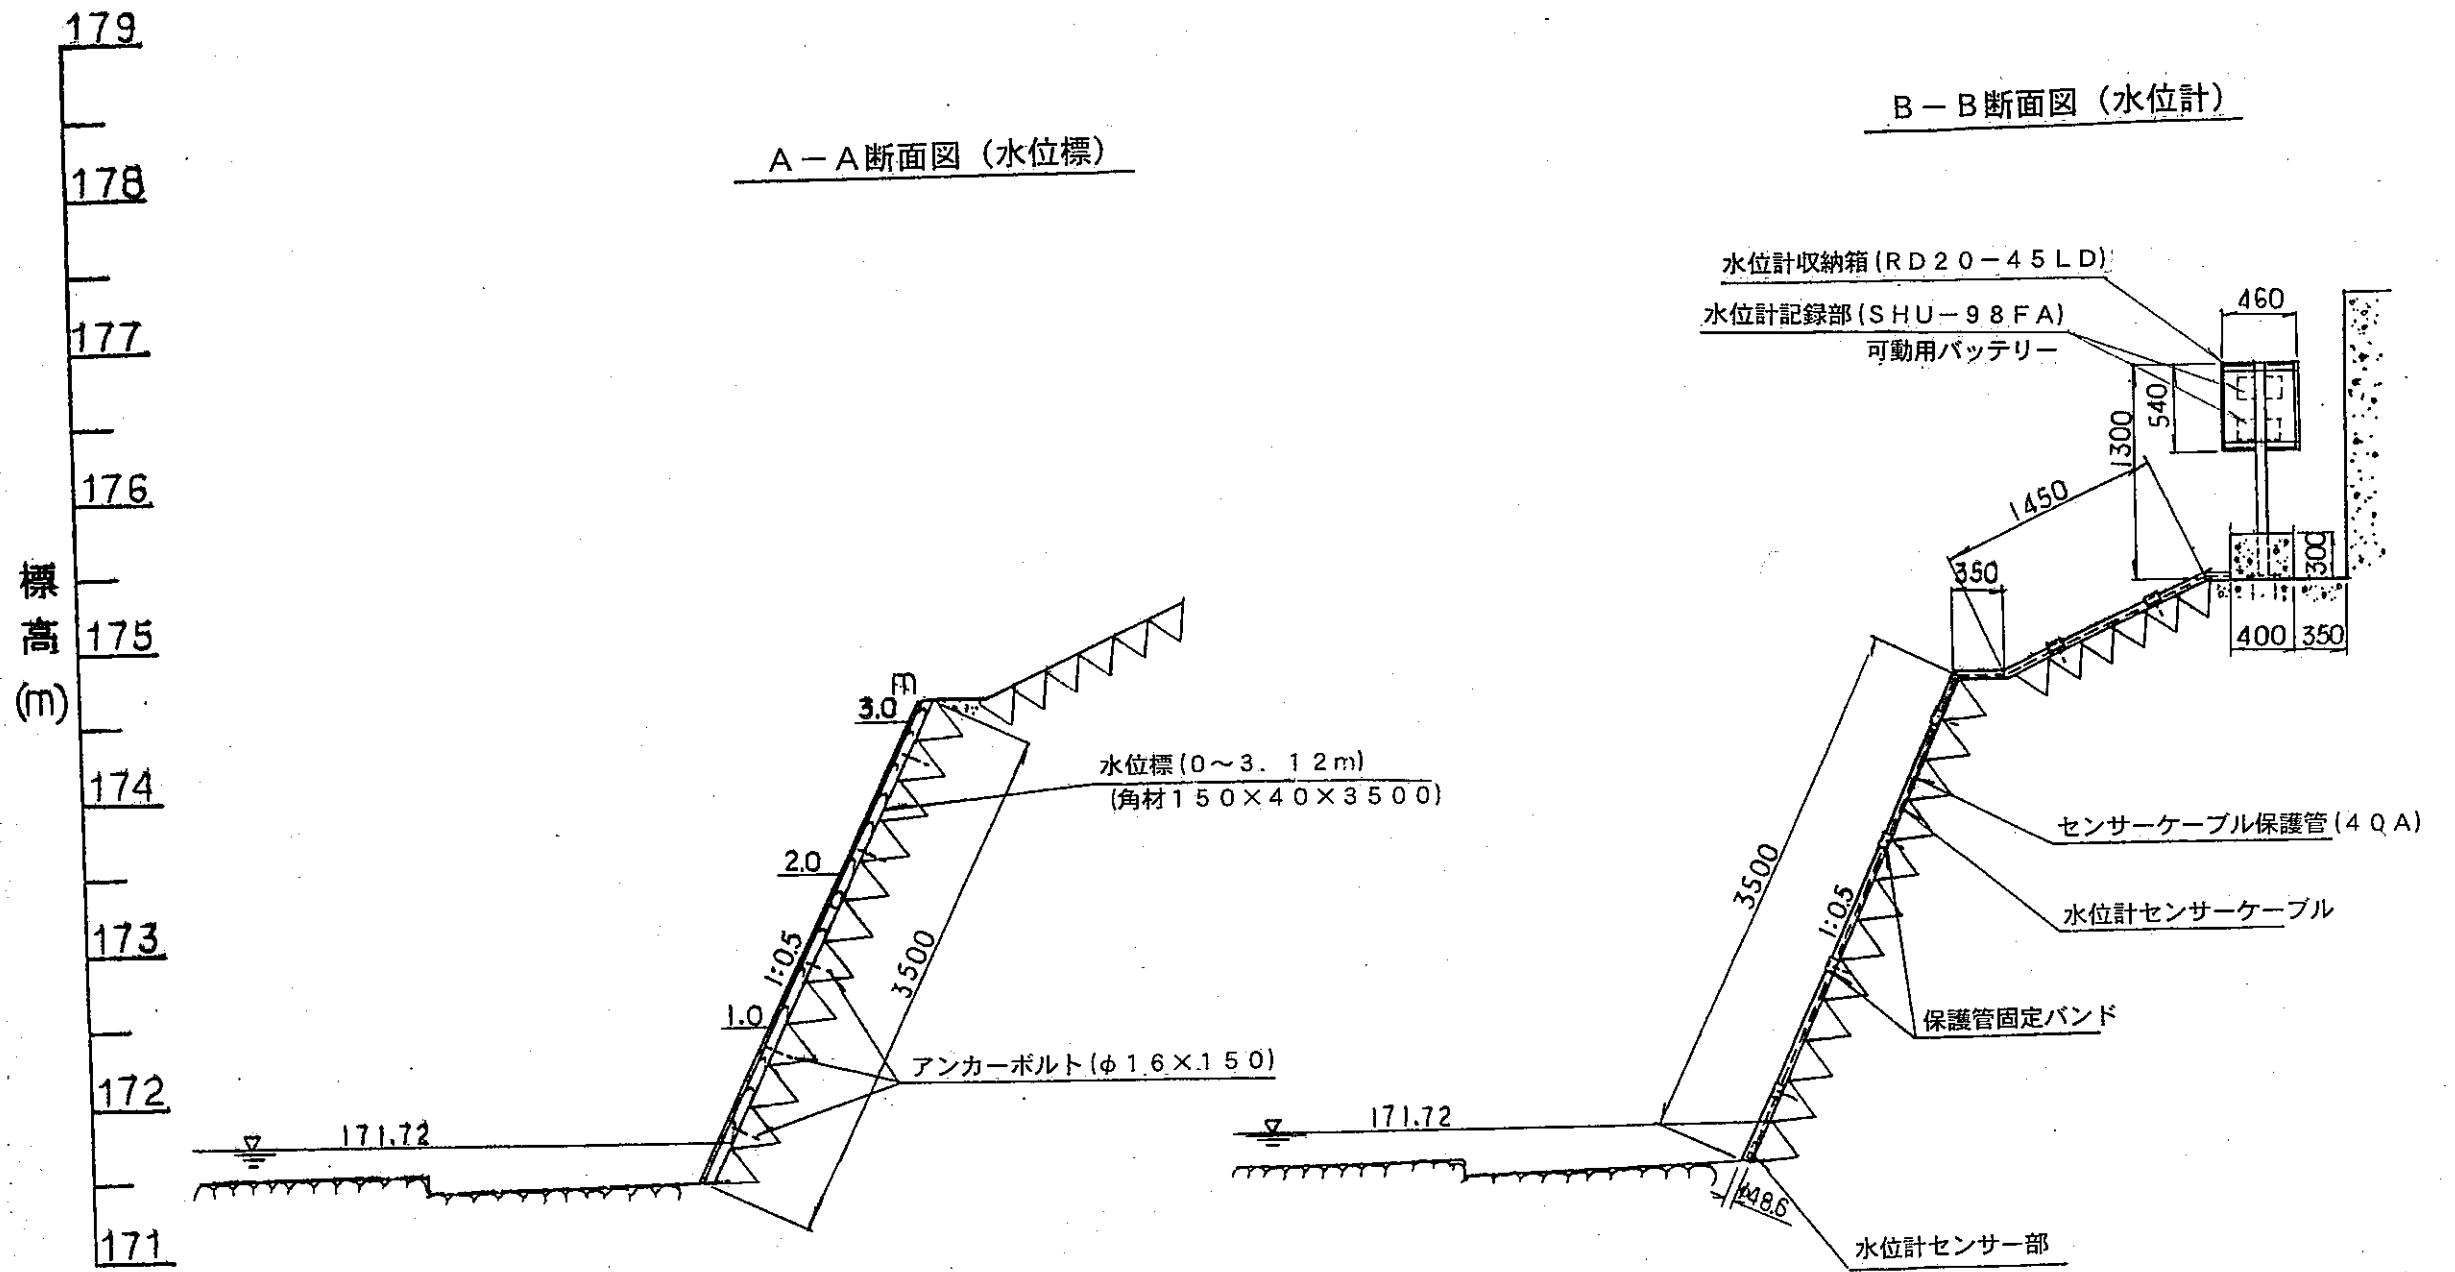 179
178
177
176
175
174
173
172
171
標高(m)
A－A断面図（水位標）
m
3.0
2.0
1.0
1:0.5
3500
水位標(0～3.12m)
(角材150×40×3500)
アンカーボルト(φ16×150)
171.72
B－B断面図（水位計）
水位計収納箱(RD20－45LD)
水位計記録部(SHU－98FA)
可動用バッテリー
460
540
1300
1450
350
300
400
350
3500
1:0.5
センサーケーブル保護管(40A)
水位計センサーケーブル
保護管固定バンド
171.72
φ48.6
水位計センサー部